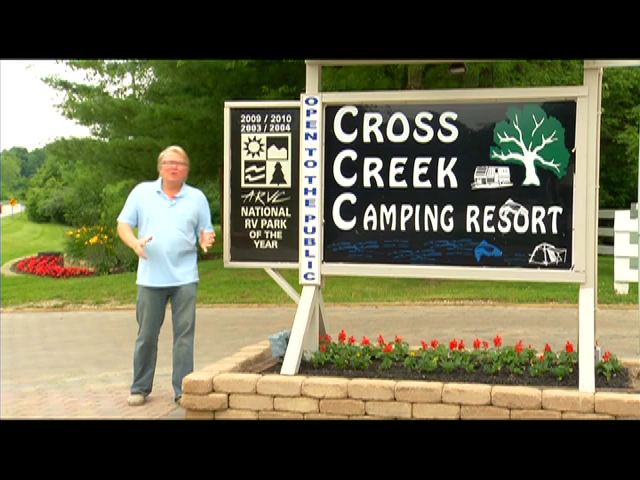 2009 / 2010
2003 / 2004
ARVC
NATIONAL
RV PARK
OF THE
YEAR
OPEN TO THE PUBLIC
CROSS
CREEK
CAMPING RESORT